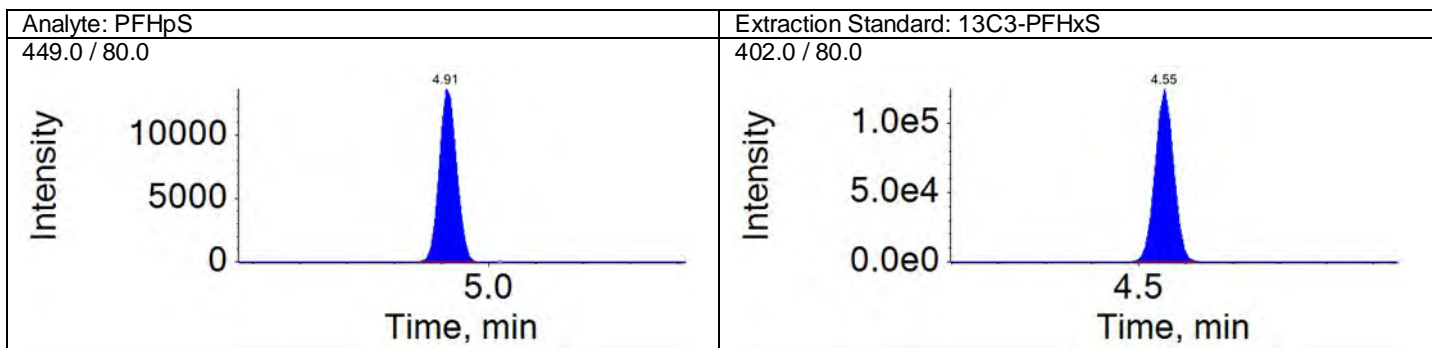 Analyte: PFHpS
449.0 / 80.0
4.91
Intensity
10000
5000
0
5.0
Time, min
Extraction Standard: 13C3-PFHxS
402.0 / 80.0
4.55
Intensity
1.0e5
5.0e4
0.0e0
4.5
Time, min